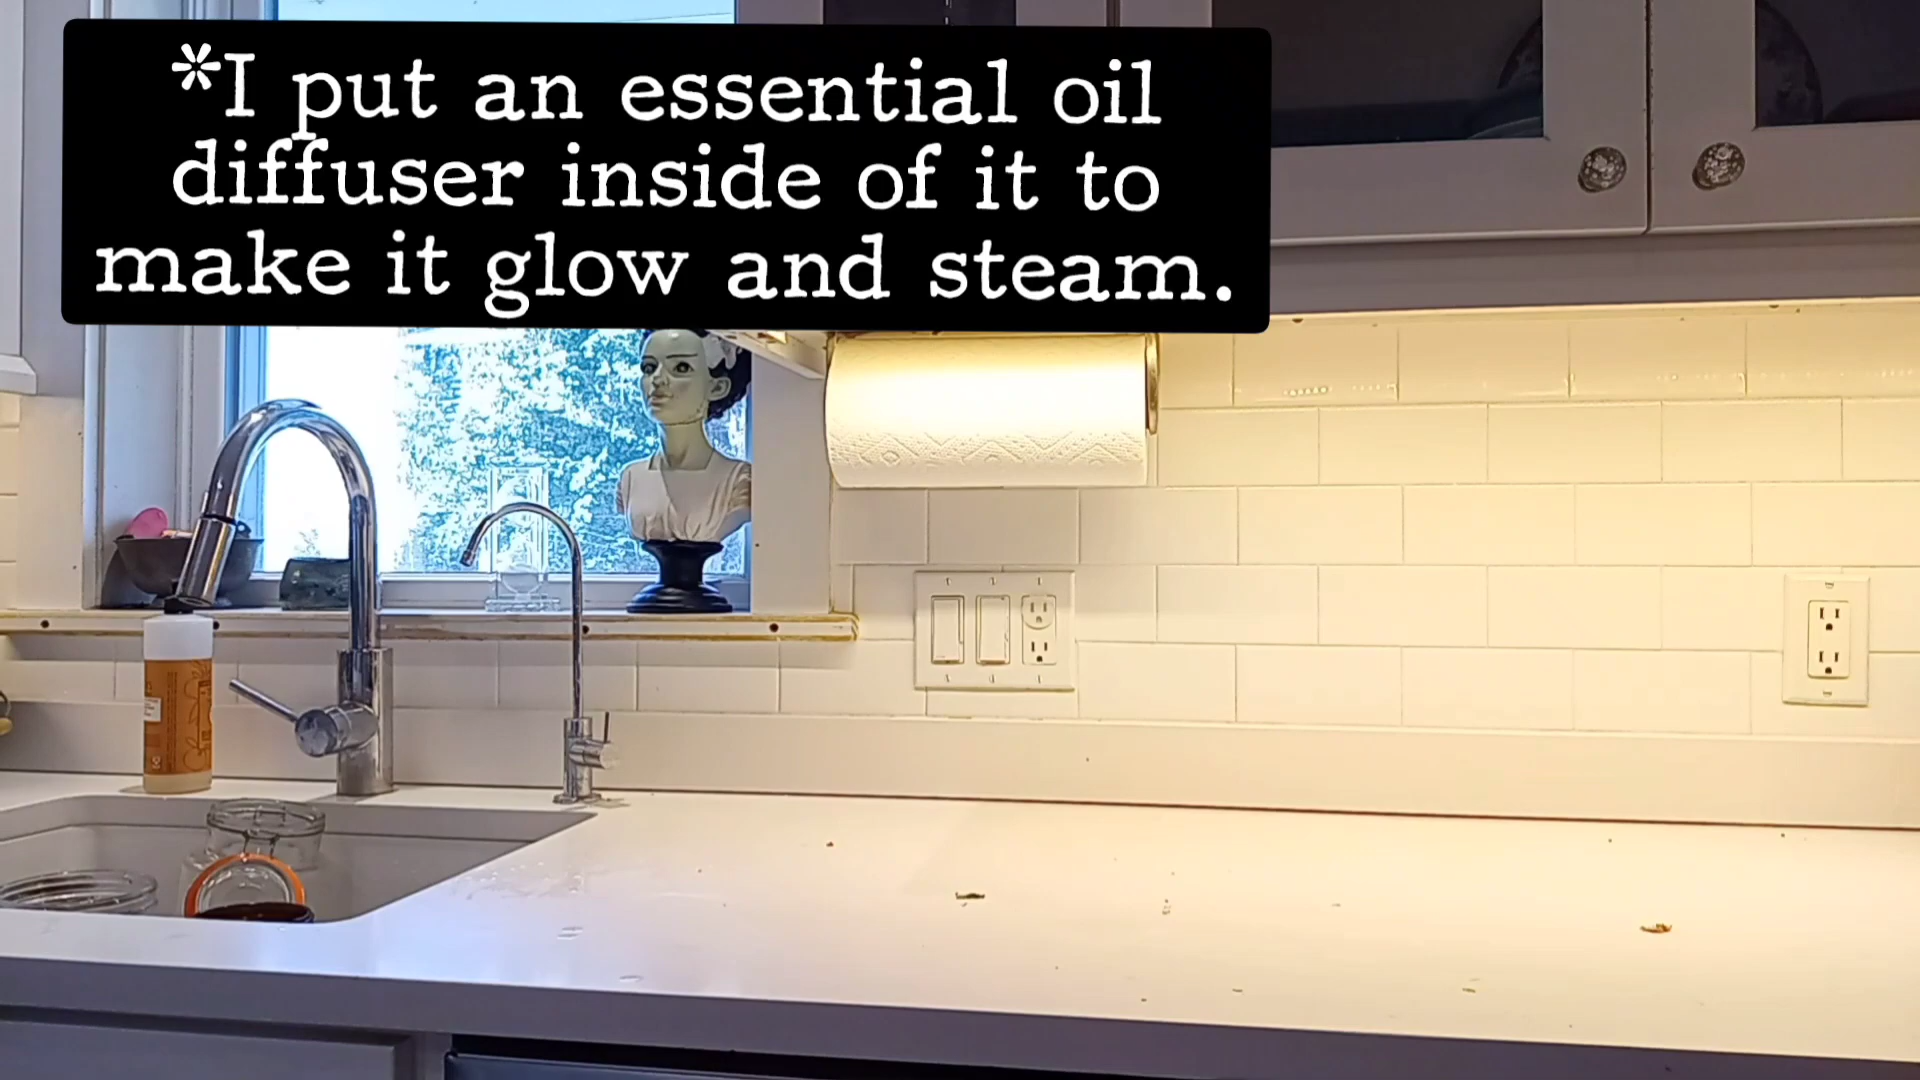 *I put an essential oil
diffuser inside of it to
make it glow and steam.